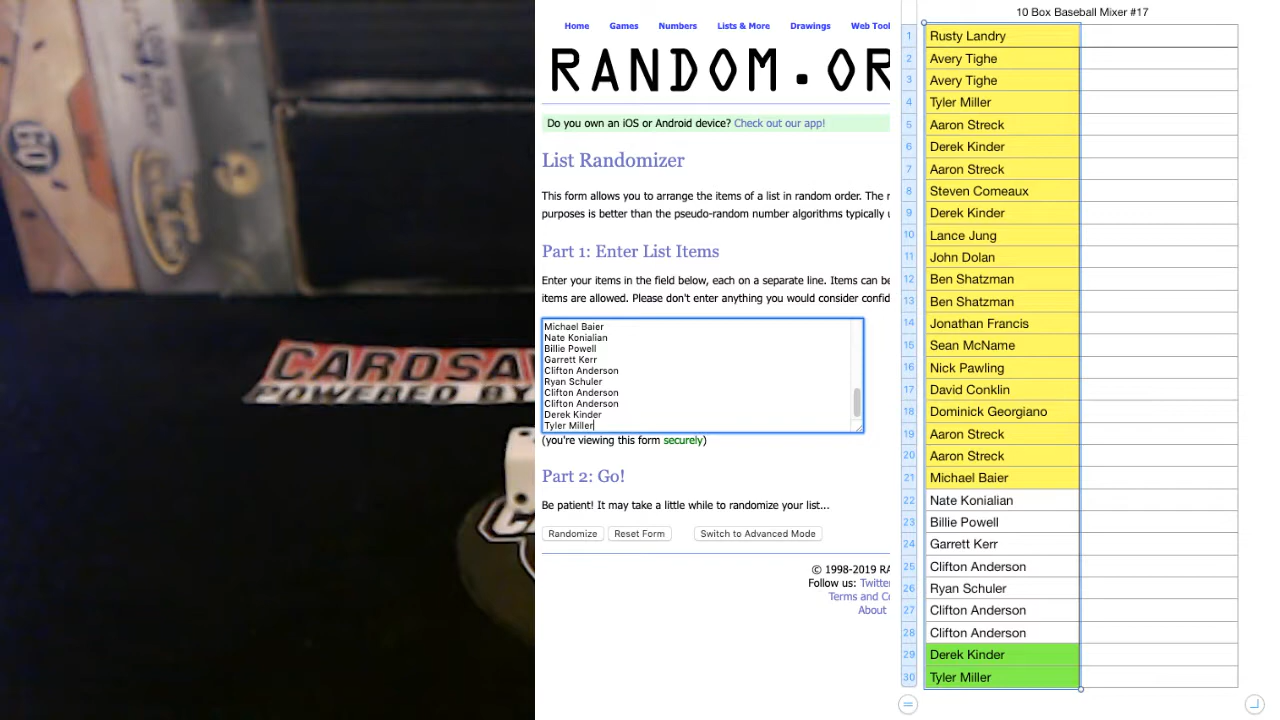 10 Box Baseball Mixer #17
Home Games Numbers Lists & More Drawings Web Tool
RANDOM.OR
Do you own an iOS or Android device? Check out our app!
List Randomizer
This form allows you to arrange the items of a list in random order. The r
purposes is better than the pseudo-random number algorithms typically u
Part 1: Enter List Items
Enter your items in the field below, each on a separate line. Items can be
items are allowed. Please don't enter anything you would consider confid
Michael Baier
Nate Konialian
Billie Powell
Garrett Kerr
Clifton Anderson
Ryan Schuler
Clifton Anderson
Clifton Anderson
Derek Kinder
Tyler Miller
(you're viewing this form securely)
Part 2: Go!
Be patient! It may take a little while to randomize your list...
Randomize Reset Form Switch to Advanced Mode
© 1998-2019 RA
Follow us: Twitter
Terms and Co
About
1 Rusty Landry
2 Avery Tighe
3 Avery Tighe
4 Tyler Miller
5 Aaron Streck
6 Derek Kinder
7 Aaron Streck
8 Steven Comeaux
9 Derek Kinder
10 Lance Jung
11 John Dolan
12 Ben Shatzman
13 Ben Shatzman
14 Jonathan Francis
15 Sean McName
16 Nick Pawling
17 David Conklin
18 Dominick Georgiano
19 Aaron Streck
20 Aaron Streck
21 Michael Baier
22 Nate Konialian
23 Billie Powell
24 Garrett Kerr
25 Clifton Anderson
26 Ryan Schuler
27 Clifton Anderson
28 Clifton Anderson
29 Derek Kinder
30 Tyler Miller
GO
CARDSA
POWERED BY